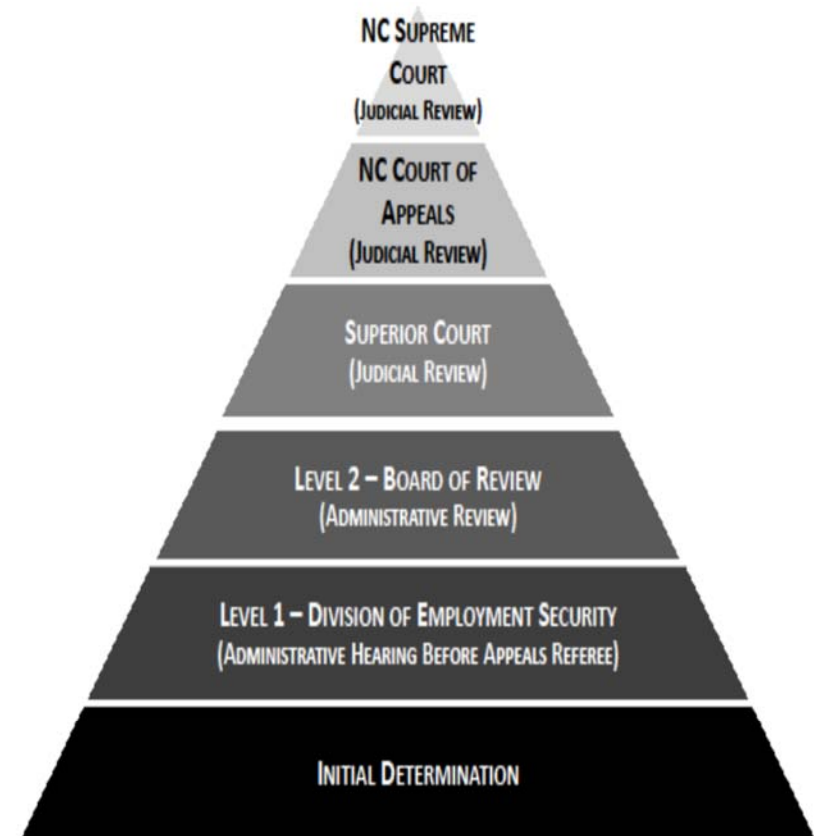 NC SUPREME
COURT
(JUDICIAL REVIEW)
NC COURT OF
APPEALS
(JUDICIAL REVIEW)
SUPERIOR COURT
(JUDICIAL REVIEW)
LEVEL 2 – BOARD OF REVIEW
(ADMINISTRATIVE REVIEW)
LEVEL 1 – DIVISION OF EMPLOYMENT SECURITY
(ADMINISTRATIVE HEARING BEFORE APPEALS REFEREE)
INITIAL DETERMINATION